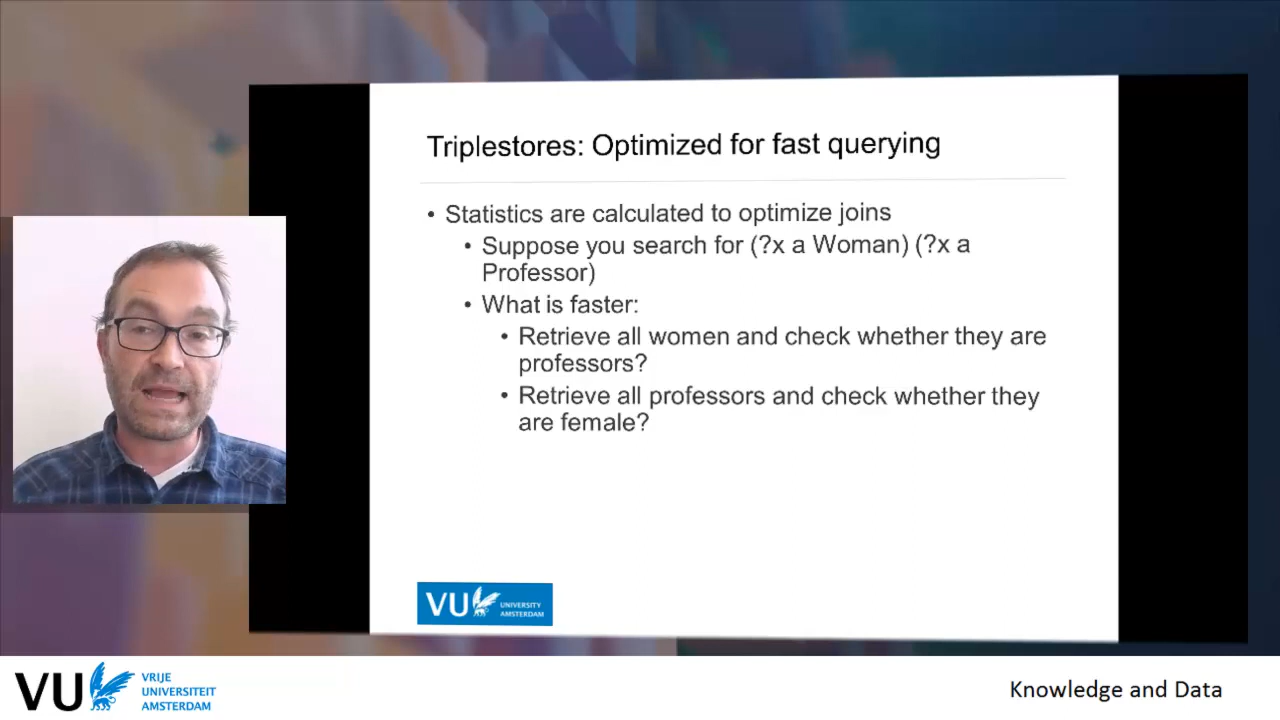 Triplestores: Optimized for fast querying
• Statistics are calculated to optimize joins
• Suppose you search for (?x a Woman) (?x a
Professor)
• What is faster:
• Retrieve all women and check whether they are
professors?
• Retrieve all professors and check whether they
are female?
VU UNIVERSITY
AMSTERDAM
VU VRIJE
UNIVERSITEIT
AMSTERDAM
Knowledge and Data